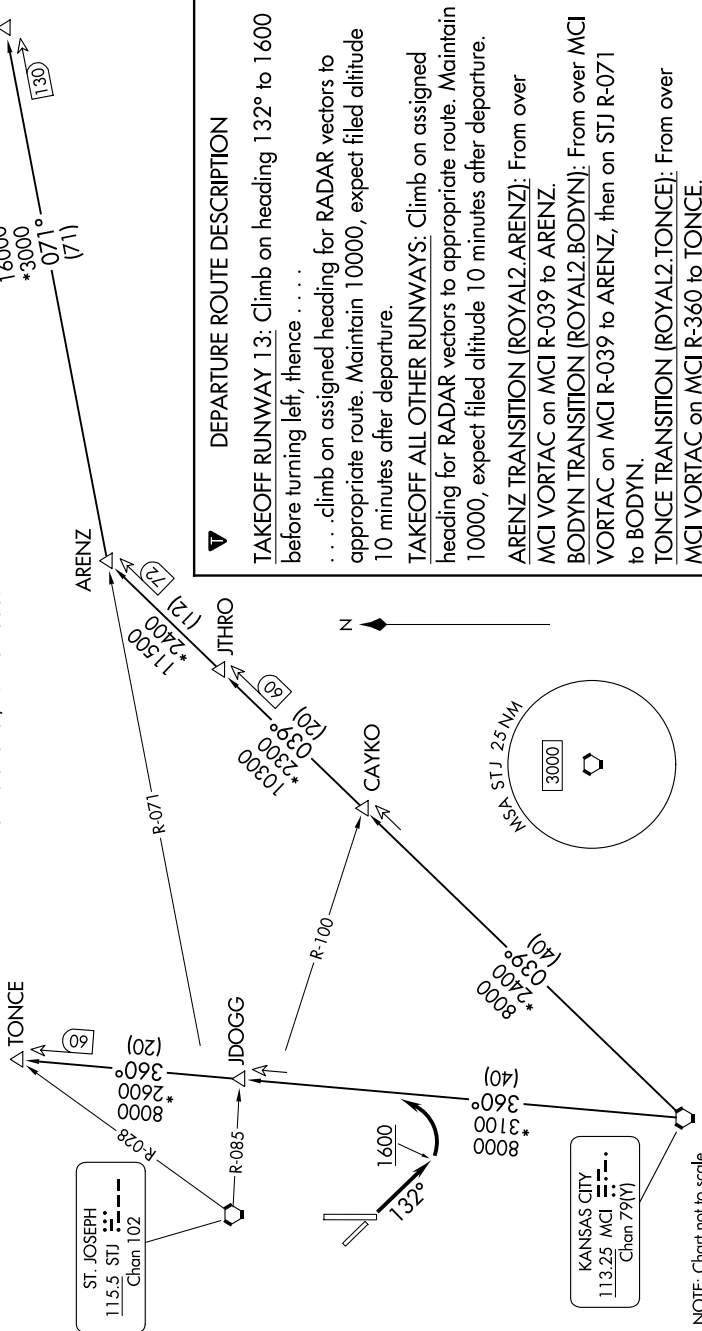 TONCE
60
8000
*2600
360°
(20)
R-028
JDOGG
R-085
ST. JOSEPH
115.5 STJ
Chan 102
1600
132°
8000
*3100
360°
(40)
KANSAS CITY
113.25 MCI
Chan 79(Y)
NOTE: Chart not to scale.
8000
*2400
039°
(40)
R-100
CAYKO
10300
*2300
039°
(20)
60
JTHRO
11500
*2400
(12)
72
ARENZ
R-071
16000
*3000
071°
(71)
130
N
MSA STJ 25 NM
3000
T
DEPARTURE ROUTE DESCRIPTION
TAKEOFF RUNWAY 13: Climb on heading 132° to 1600
before turning left, thence . . . .
. . . .climb on assigned heading for RADAR vectors to
appropriate route. Maintain 10000, expect filed altitude
10 minutes after departure.
TAKEOFF ALL OTHER RUNWAYS: Climb on assigned
heading for RADAR vectors to appropriate route. Maintain
10000, expect filed altitude 10 minutes after departure.
ARENZ TRANSITION (ROYAL2.ARENZ): From over
MCI VORTAC on MCI R-039 to ARENZ.
BODYN TRANSITION (ROYAL2.BODYN): From over MCI
VORTAC on MCI R-039 to ARENZ, then on STJ R-071
to BODYN.
TONCE TRANSITION (ROYAL2.TONCE): From over
MCI VORTAC on MCI R-360 to TONCE.